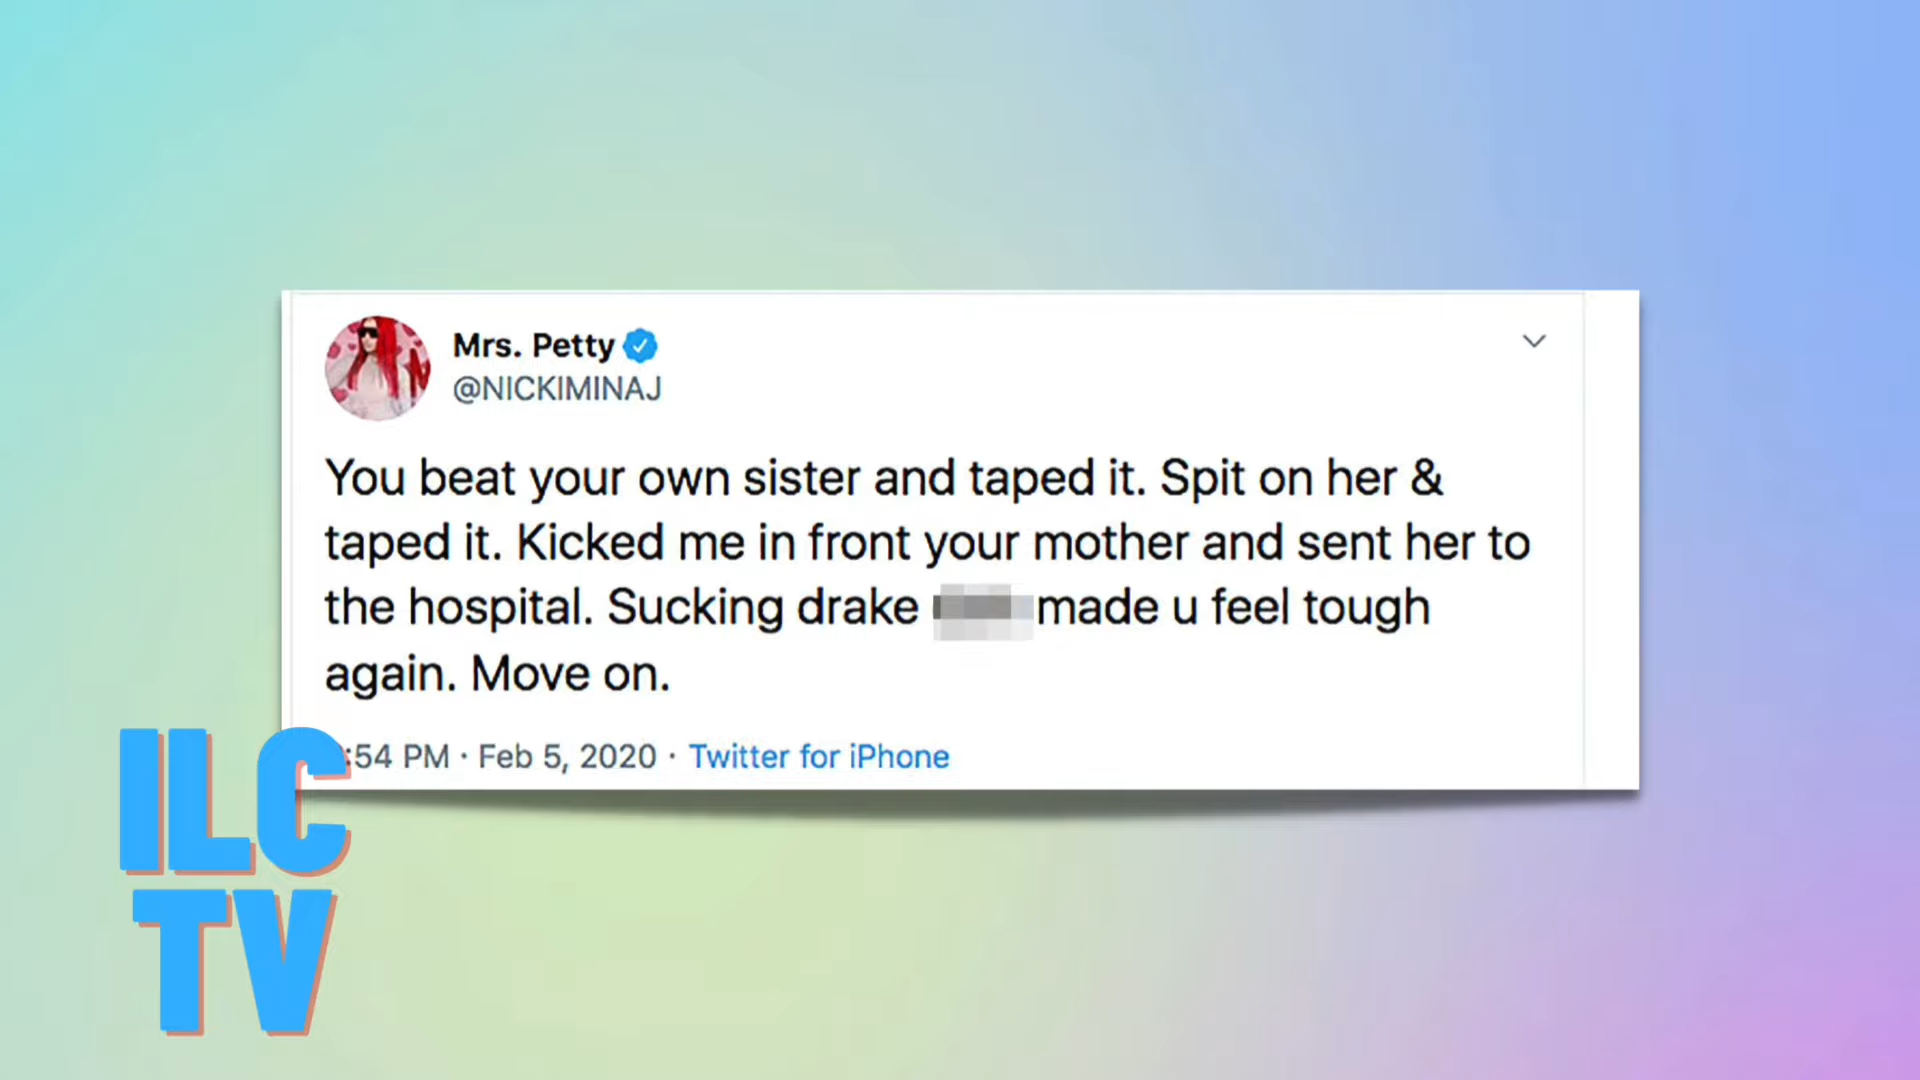 Mrs. Petty
@NICKIMINAJ
You beat your own sister and taped it. Spit on her &
taped it. Kicked me in front your mother and sent her to
the hospital. Sucking drake made u feel tough
again. Move on.
:54 PM · Feb 5, 2020 · Twitter for iPhone
ILC
TV